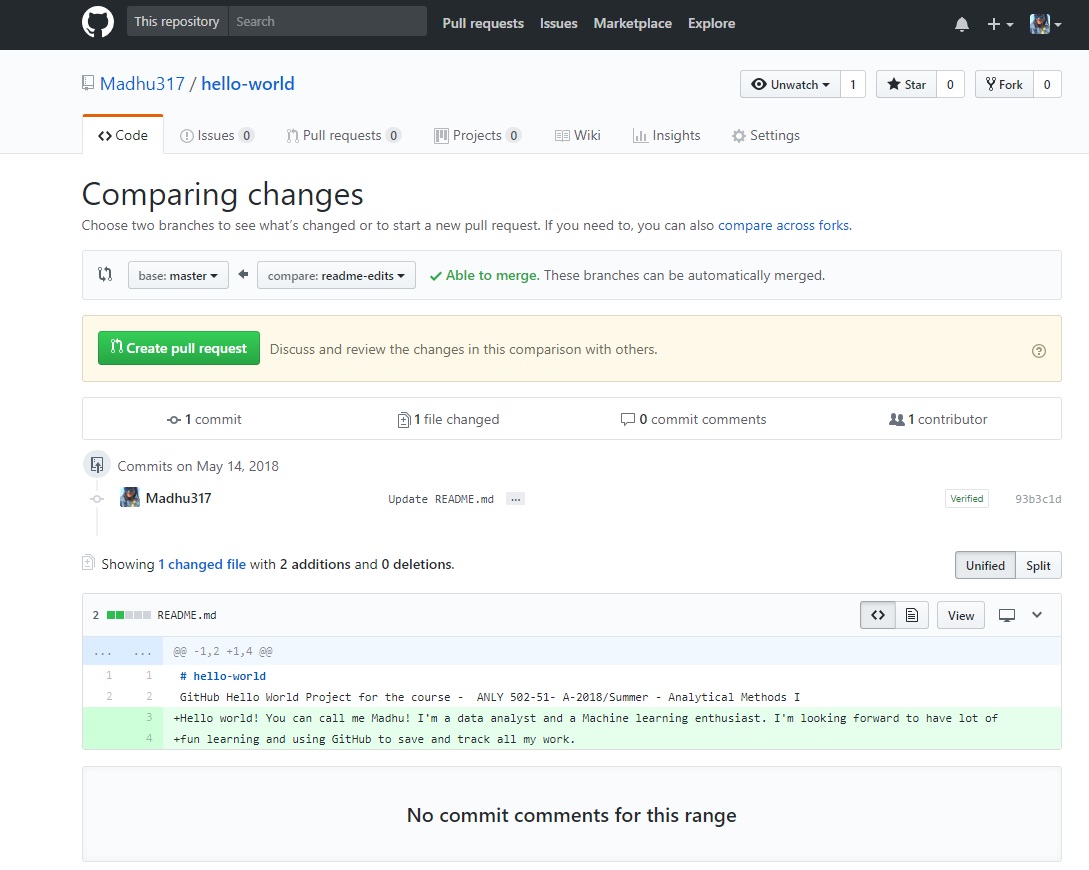 This repository Search Pull requests Issues Marketplace Explore
Madhu317 / hello-world Unwatch 1 Star 0 Fork 0
Code Issues 0 Pull requests 0 Projects 0 Wiki Insights Settings
Comparing changes
Choose two branches to see what's changed or to start a new pull request. If you need to, you can also compare across forks.
base: master compare: readme-edits Able to merge. These branches can be automatically merged.
Create pull request Discuss and review the changes in this comparison with others.
1 commit 1 file changed 0 commit comments 1 contributor
Commits on May 14, 2018
Madhu317 Update README.md … Verified 93b3c1d
Showing 1 changed file with 2 additions and 0 deletions. Unified Split
2 README.md <> View
... ... @@ -1,2 +1,4 @@
1 1 # hello-world
2 2 GitHub Hello World Project for the course -  ANLY 502-51- A-2018/Summer - Analytical Methods I
3 +Hello world! You can call me Madhu! I'm a data analyst and a Machine learning enthusiast. I'm looking forward to have lot of
4 +fun learning and using GitHub to save and track all my work.
No commit comments for this range